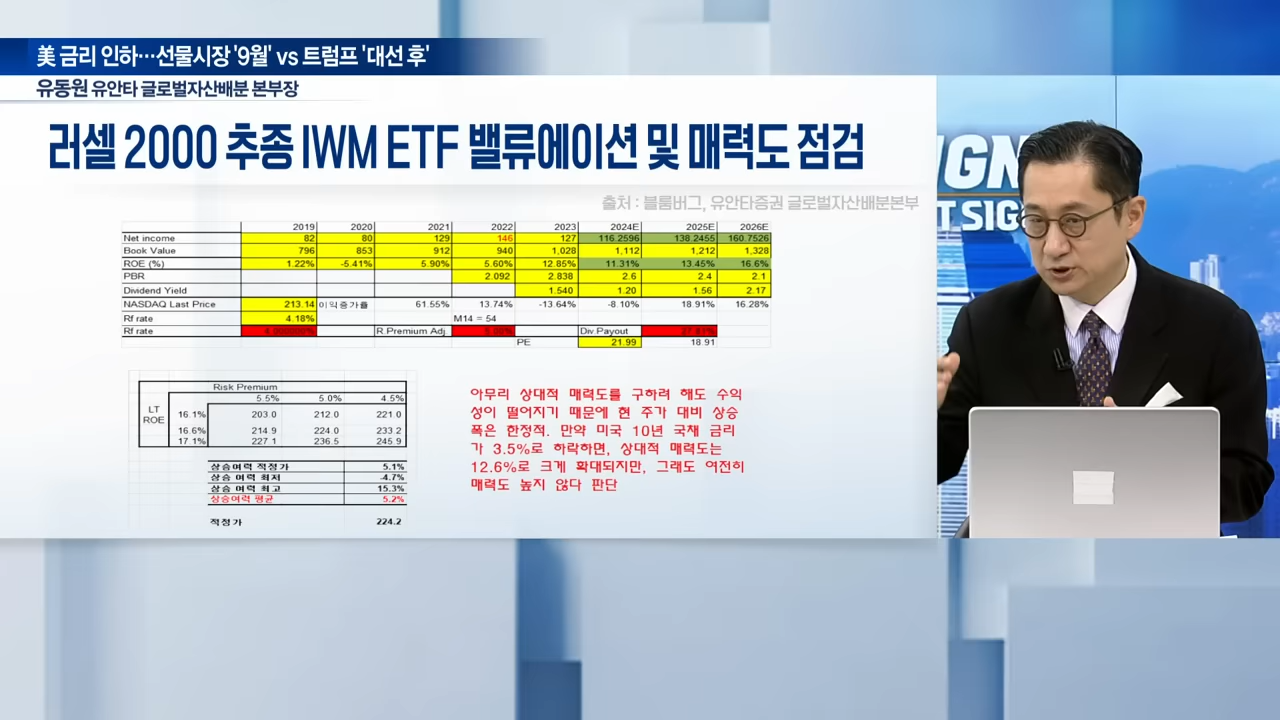 美 금리 인하…선물시장 '9월' vs 트럼프 '대선 후'
유동원 유안타 글로벌자산배분 본부장
러셀 2000 추종 IWM ETF 밸류에이션 및 매력도 점검
출처 : 블룸버그, 유안타증권 글로벌자산배분본부
IGN
T SIG
2019 2020 2021 2022 2023 2024E 2025E 2026E
Net income 82 80 129 146 127 116.2596 138.2455 160.7526
Book Value 796 853 912 940 1,028 1,112 1,212 1,328
ROE (%) 1.22% -5.41% 5.90% 5.60% 12.85% 11.31% 13.45% 16.6%
PBR 2.092 2.838 2.6 2.4 2.1
Dividend Yield 1.540 1.20 1.56 2.17
NASDAQ Last Price 213.14 이익증가율 61.55% 13.74% -13.64% -8.10% 18.91% 16.28%
Rf rate 4.18% M14 = 54
Rf rate R.Premium Adj. Div.Payout
PE 21.99 18.91
Risk Premium
5.5% 5.0% 4.5%
LT ROE
16.1% 203.0 212.0 221.0
16.6% 214.9 224.0 233.2
17.1% 227.1 236.5 245.9
상승여력 적정가 5.1%
상승 여력 최저 -4.7%
상승 여력 최고 15.3%
상승여력 평균 5.2%
적정가 224.2
아무리 상대적 매력도를 구하려 해도 수익
성이 떨어지기 때문에 현 주가 대비 상승
폭은 한정적. 만약 미국 10년 국채 금리
가 3.5%로 하락하면, 상대적 매력도는
12.6%로 크게 확대되지만, 그래도 여전히
매력도 높지 않다 판단